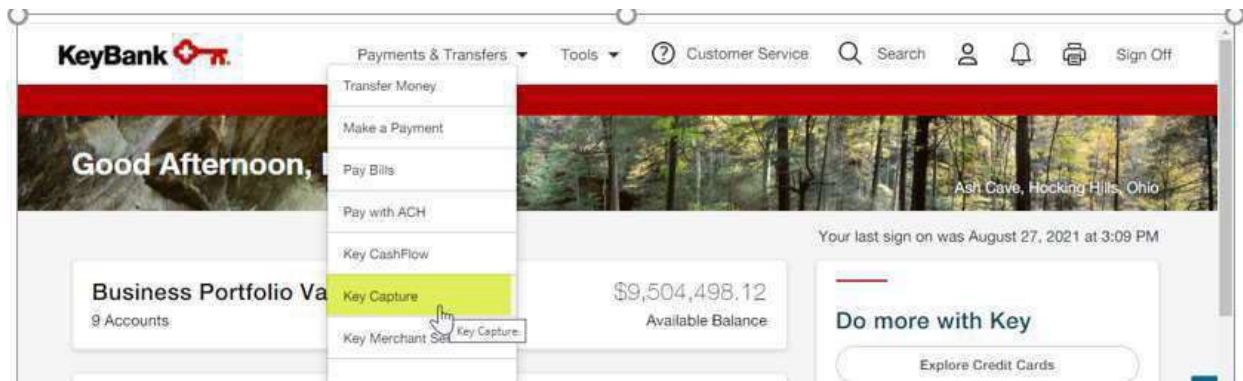 KeyBank
Payments & Transfers Tools ? Customer Service Search Sign Off
Transfer Money
Make a Payment
Good Afternoon,
Pay Bills
Ash Cave, Hocking Hills, Ohio
Pay with ACH
Your last sign on was August 27, 2021 at 3:09 PM
Key CashFlow
Business Portfolio Va
9 Accounts
Key Capture
Key Capture
Key Merchant Se
$9,504,498.12
Available Balance
Do more with Key
Explore Credit Cards